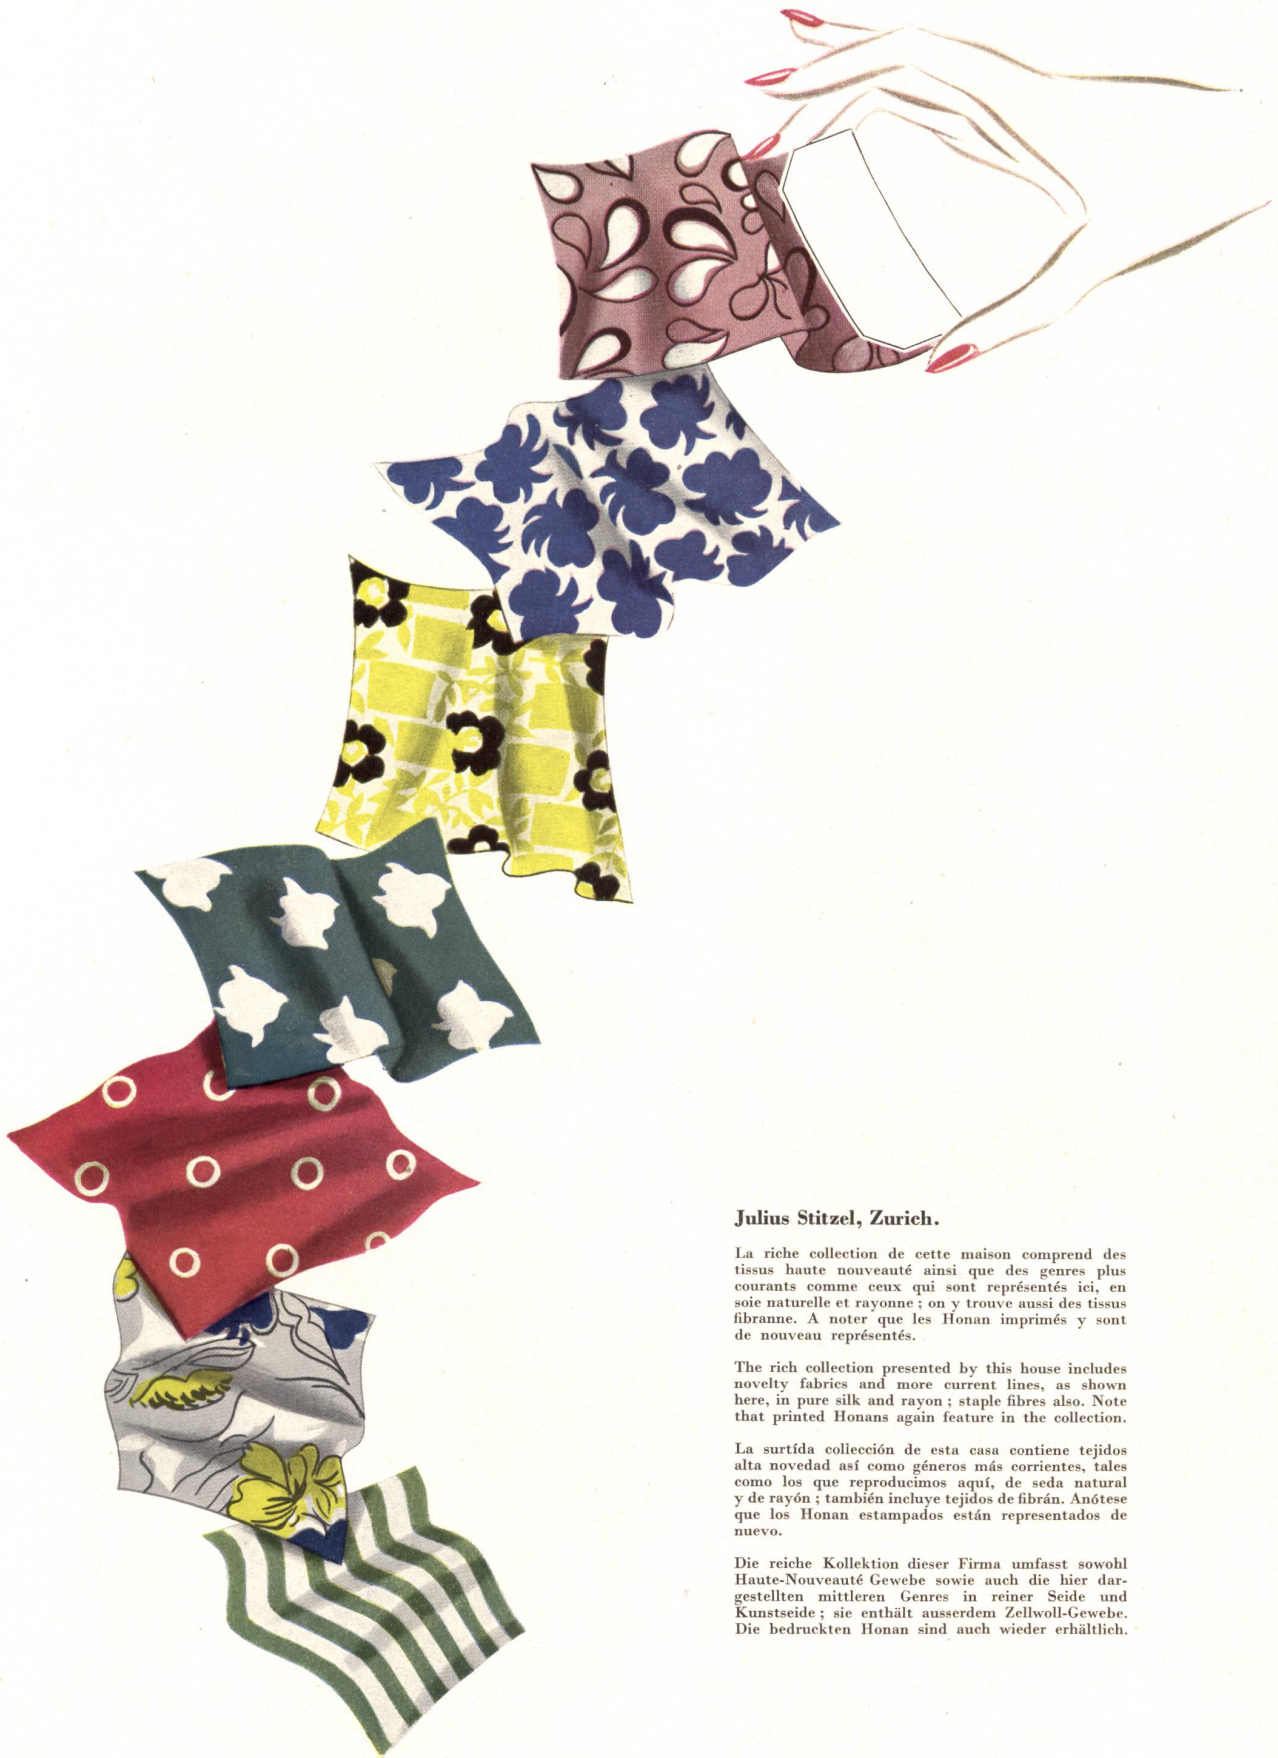 Julius Stitzel, Zurich.
La riche collection de cette maison comprend des
tissus haute nouveauté ainsi que des genres plus
courants comme ceux qui sont représentés ici, en
soie naturelle et rayonne ; on y trouve aussi des tissus
fibranne. A noter que les Honan imprimés y sont
de nouveau représentés.
The rich collection presented by this house includes
novelty fabrics and more current lines, as shown
here, in pure silk and rayon ; staple fibres also. Note
that printed Honans again feature in the collection.
La surtída collección de esta casa contiene tejidos
alta novedad así como géneros más corrientes, tales
como los que reproducimos aquí, de seda natural
y de rayón ; también incluye tejidos de fibrán. Anótese
que los Honan estampados están representados de
nuevo.
Die reiche Kollektion dieser Firma umfasst sowohl
Haute-Nouveauté Gewebe sowie auch die hier dar-
gestellten mittleren Genres in reiner Seide und
Kunstseide ; sie enthält ausserdem Zellwoll-Gewebe.
Die bedruckten Honan sind auch wieder erhältlich.